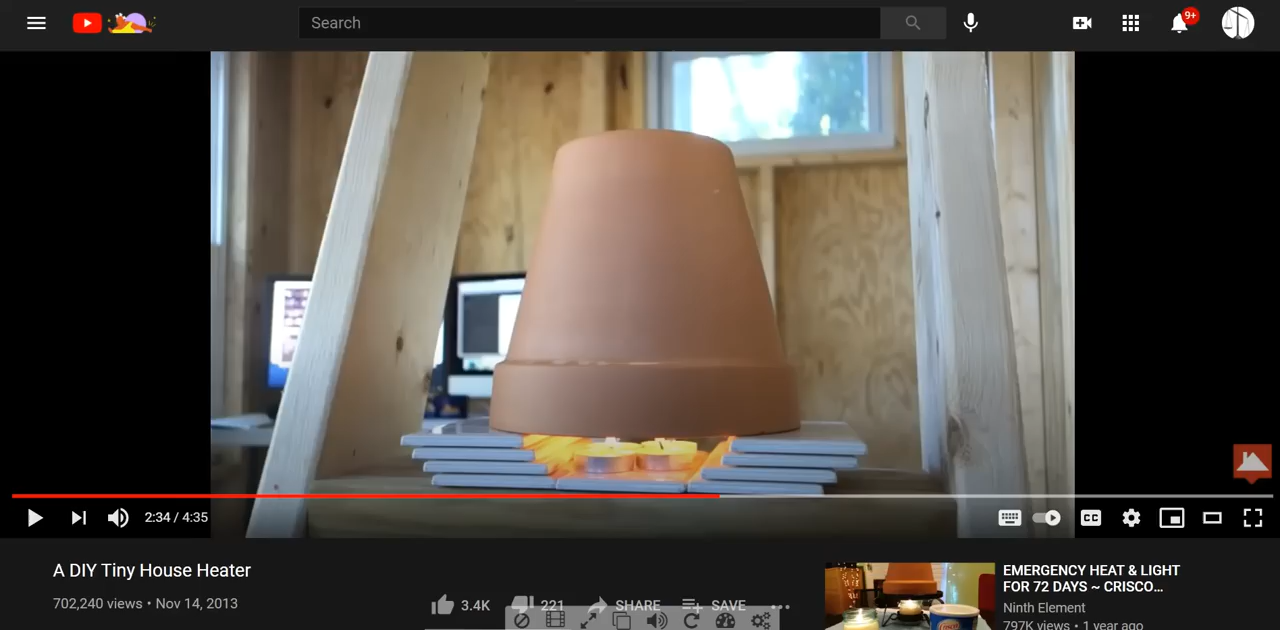 Search
9+
2:34 / 4:35
CC
A DIY Tiny House Heater
702,240 views • Nov 14, 2013
3.4K
221
SHARE
SAVE
EMERGENCY HEAT & LIGHT
FOR 72 DAYS ~ CRISCO...
Ninth Element
797K views • 1 year ago